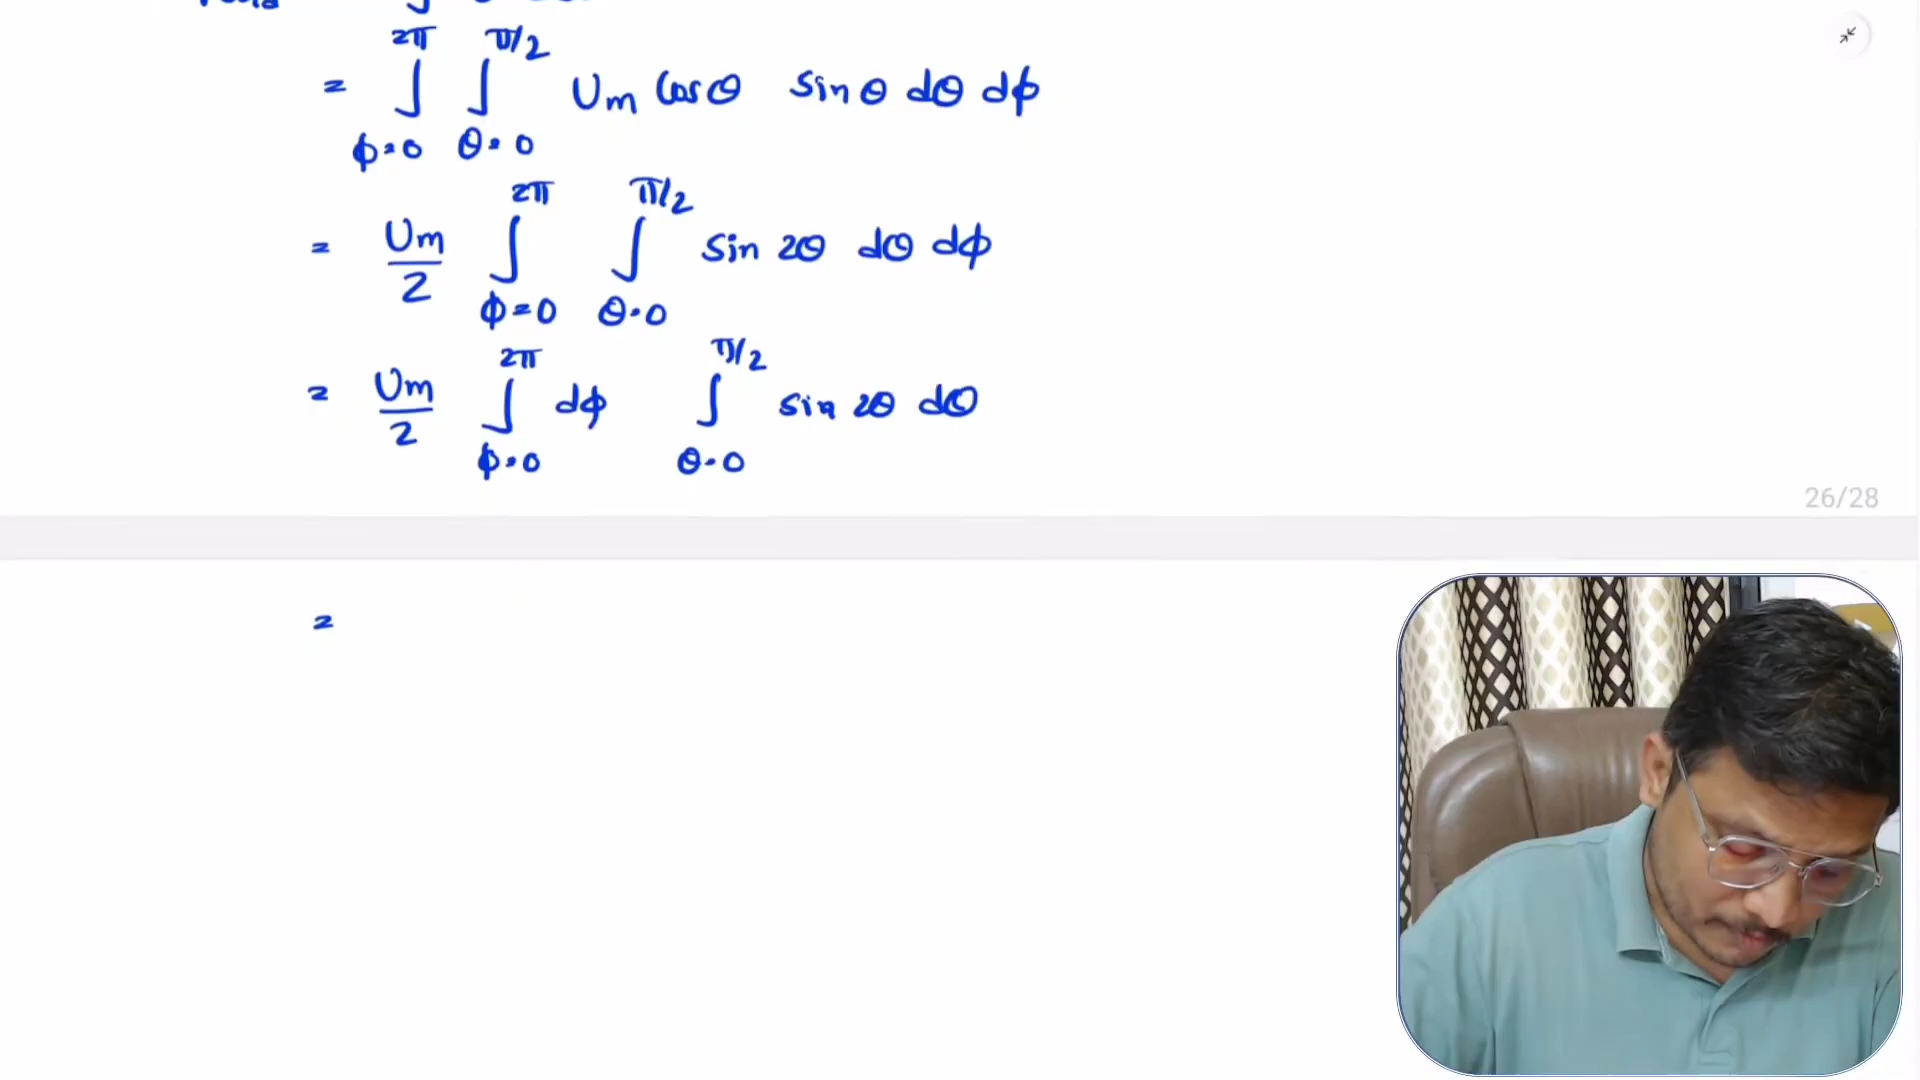 2π π/2
= ∫ ∫ Um Cosθ sinθ dθ dϕ
ϕ=0 θ=0
2π π/2
= Um/2 ∫ ∫ sin 2θ dθ dϕ
ϕ=0 θ=0
2π π/2
= Um/2 ∫ dϕ ∫ sin 2θ dθ
ϕ=0 θ=0
26/28
=